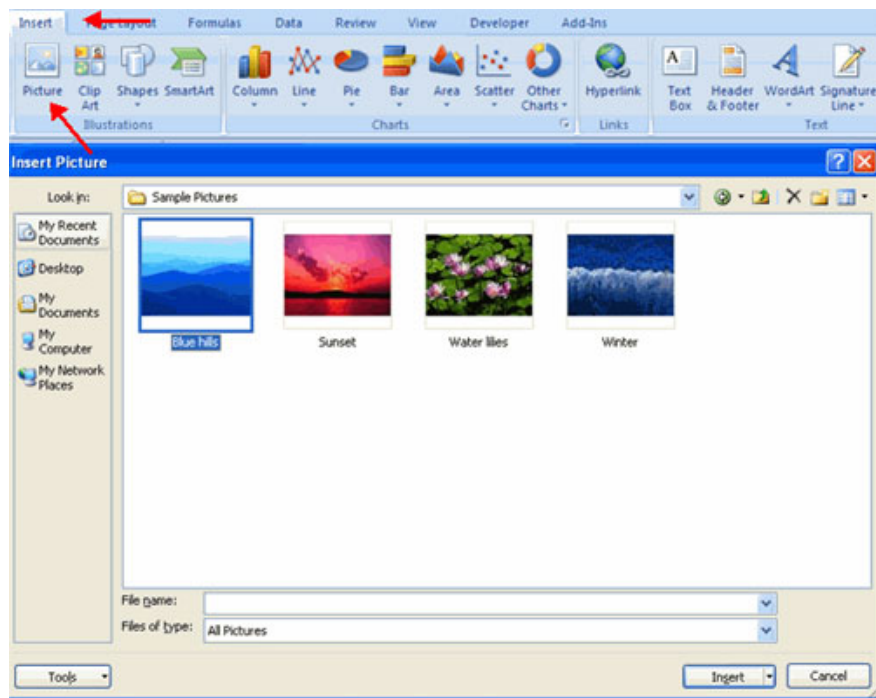 Insert Page Layout Formulas Data Review View Developer Add-Ins
Picture Clip Art Shapes SmartArt Column Line Pie Bar Area Scatter Other Charts Hyperlink Text Box Header & Footer WordArt Signature Line
Illustrations Charts Links Text
Insert Picture
Look in: Sample Pictures
My Recent Documents
Desktop
My Documents
My Computer
My Network Places
Blue hills Sunset Water lilies Winter
File name:
Files of type: All Pictures
Tools Insert Cancel